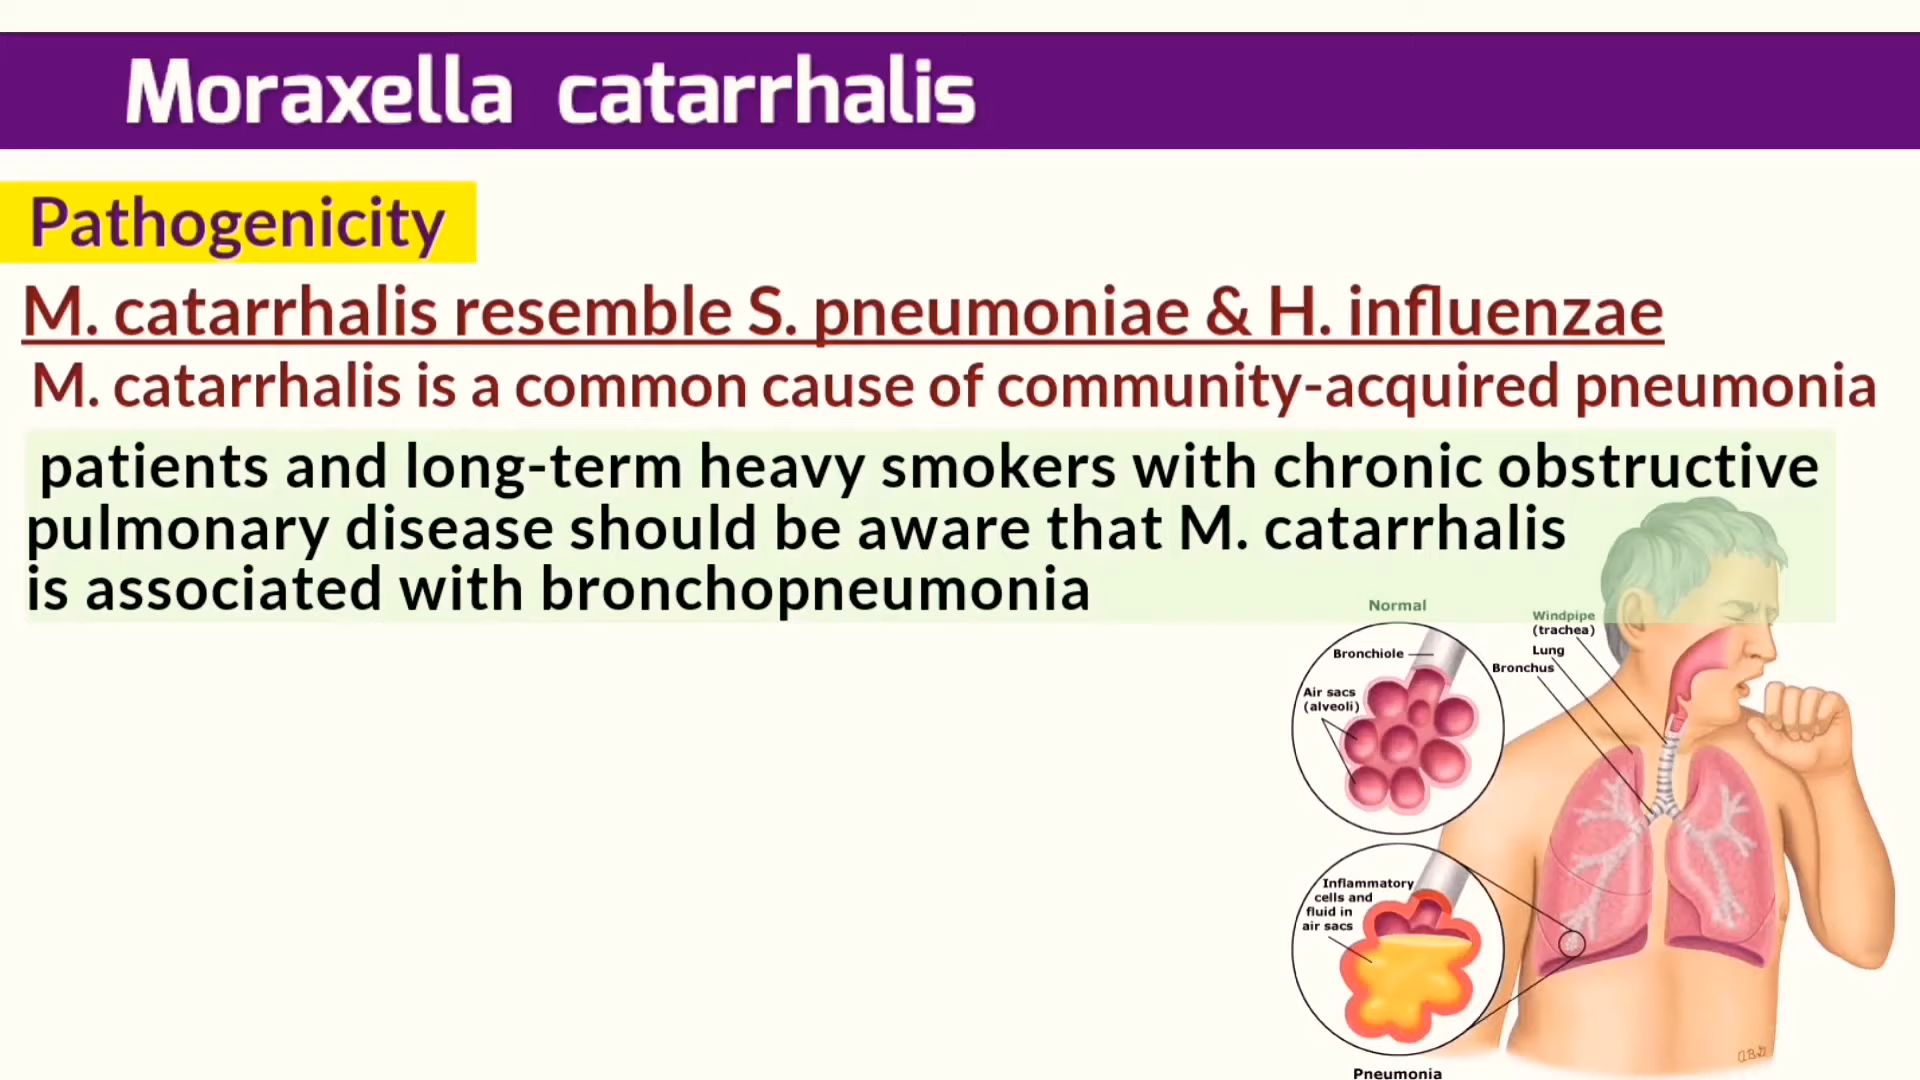 Moraxella catarrhalis
Pathogenicity
M. catarrhalis resemble S. pneumoniae & H. influenzae
M. catarrhalis is a common cause of community-acquired pneumonia
patients and long-term heavy smokers with chronic obstructive
pulmonary disease should be aware that M. catarrhalis
is associated with bronchopneumonia
Normal
Bronchiole
Air sacs
(alveoli)
Windpipe
(trachea)
Lung
Bronchus
Inflammatory
cells and
fluid in
air sacs
Pneumonia